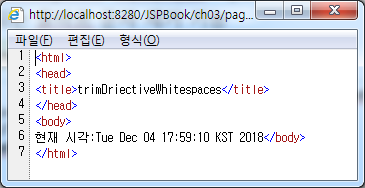 http://localhost:8280/JSPBook/ch03/pag...
파일(F) 편집(E) 형식(O)
1 <html>
2 <head>
3 <title>trimDriectiveWhitespaces</title>
4 </head>
5 <body>
6 현재 시각:Tue Dec 04 17:59:10 KST 2018</body>
7 </html>